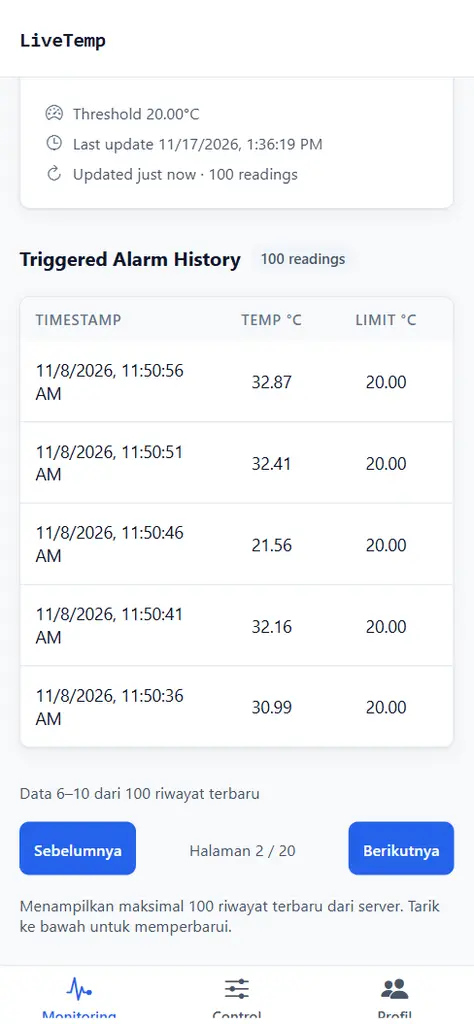 LiveTemp
Threshold 20.00°C
Last update 11/17/2026, 1:36:19 PM
Updated just now · 100 readings
Triggered Alarm History 100 readings
TIMESTAMP TEMP °C LIMIT °C
11/8/2026, 11:50:56
AM
32.87 20.00
11/8/2026, 11:50:51
AM
32.41 20.00
11/8/2026, 11:50:46
AM
21.56 20.00
11/8/2026, 11:50:41
AM
32.16 20.00
11/8/2026, 11:50:36
AM
30.99 20.00
Data 6–10 dari 100 riwayat terbaru
Sebelumnya Halaman 2 / 20 Berikutnya
Menampilkan maksimal 100 riwayat terbaru dari server. Tarik
ke bawah untuk memperbarui.
Monitoring Control Profil